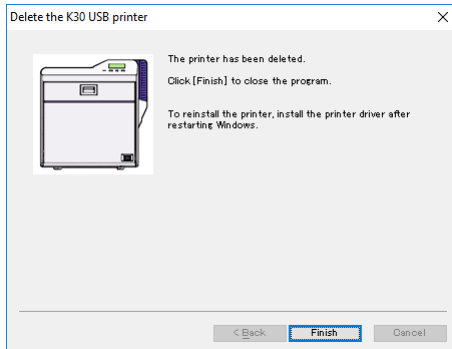 Delete the K30 USB printer
The printer has been deleted.
Click [Finish] to close the program.
To reinstall the printer, install the printer driver after
restarting Windows.
< Back
Finish
Cancel